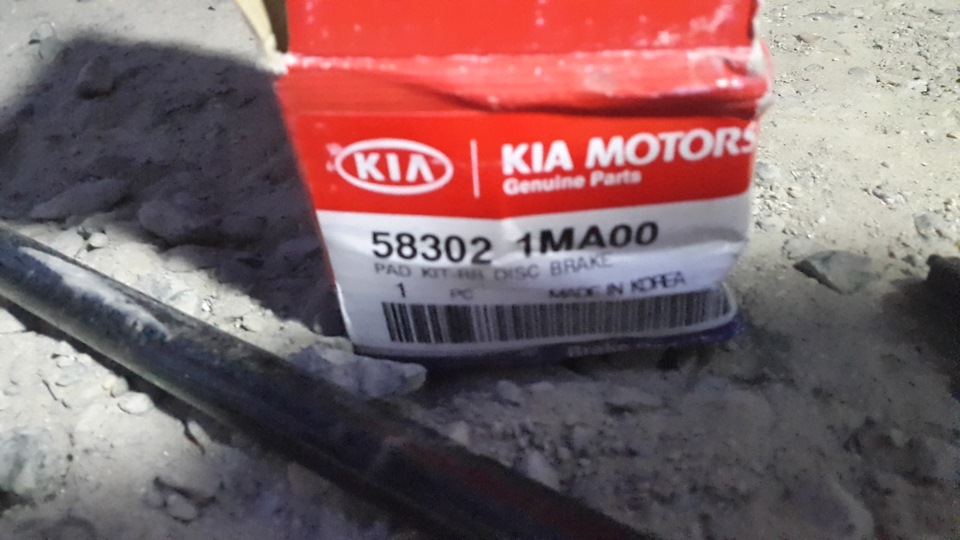 KIA
KIA MOTORS
Genuine Parts
58302 1MA00
PAD KIT RR DISC BRAKE
1 PC MADE IN KOREA